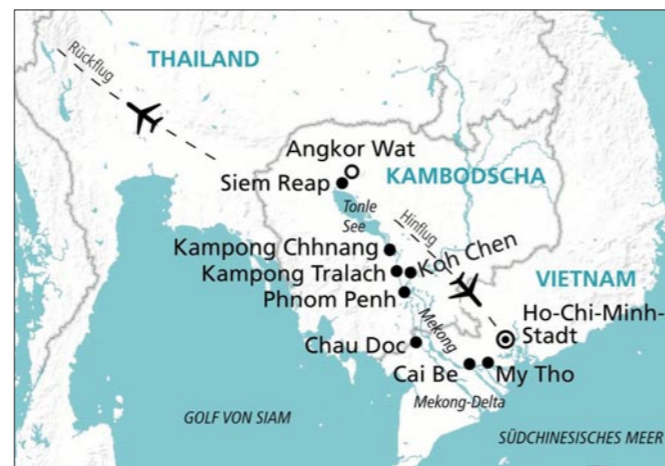 Rückflug
THAILAND
Angkor Wat
Siem Reap
KAMBODSCHA
Tonle
See
Hinflug
Kampong Chhnang
Koh Chen
Kampong Tralach
VIETNAM
Phnom Penh
Ho-Chi-Minh-
Stadt
Mekong
Chau Doc
Cai Be
My Tho
Mekong-Delta
GOLF VON SIAM
SÜDCHINESISCHES MEER